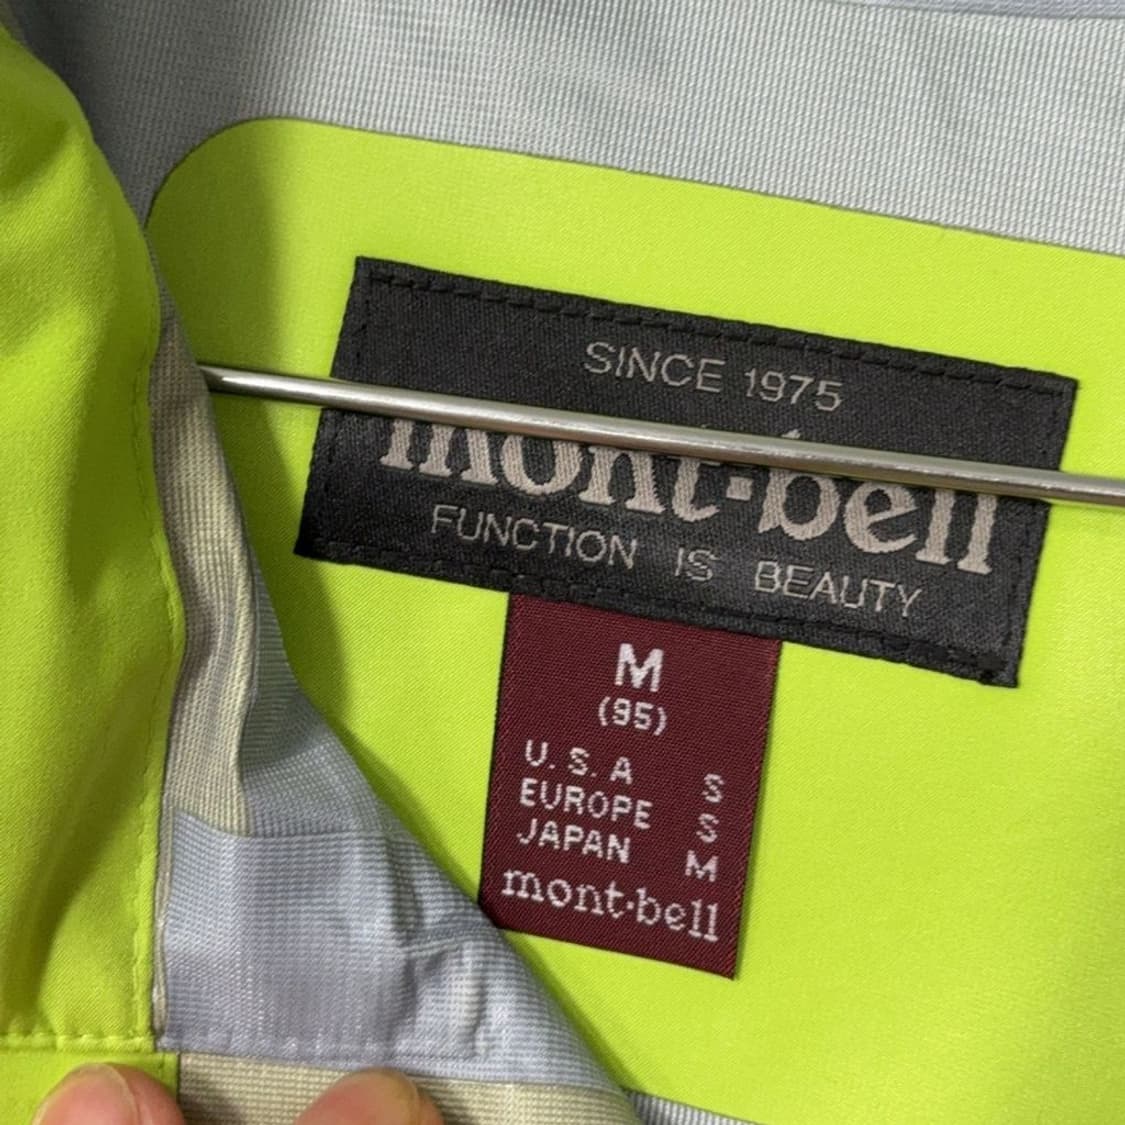 SINCE 1975
mont-bell
FUNCTION IS BEAUTY
M
(95)
U.S.A S
EUROPE S
JAPAN M
mont-bell